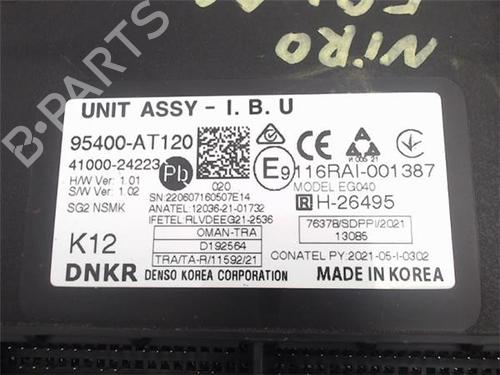 NIRO
B-PARTS
UNIT ASSY - I. B. U
95400-AT120
41000-24223
H/W Ver: 1.01
S/W Ver: 1.02
SG2 NSMK
Pb
020
SN:220607160507E14
ANATEL: 12036-21-01732
IFETEL: RLVDEEG21-2536
CE
E9
116RAI-001387
MODEL EG040
R H-26495
OMAN-TRA
D192564
TRA/TA-R/11592/21
76378/SDPPI/2021
13085
K12
CONATEL PY:2021-05-I-0302
DNKR DENSO KOREA CORPORATION MADE IN KOREA